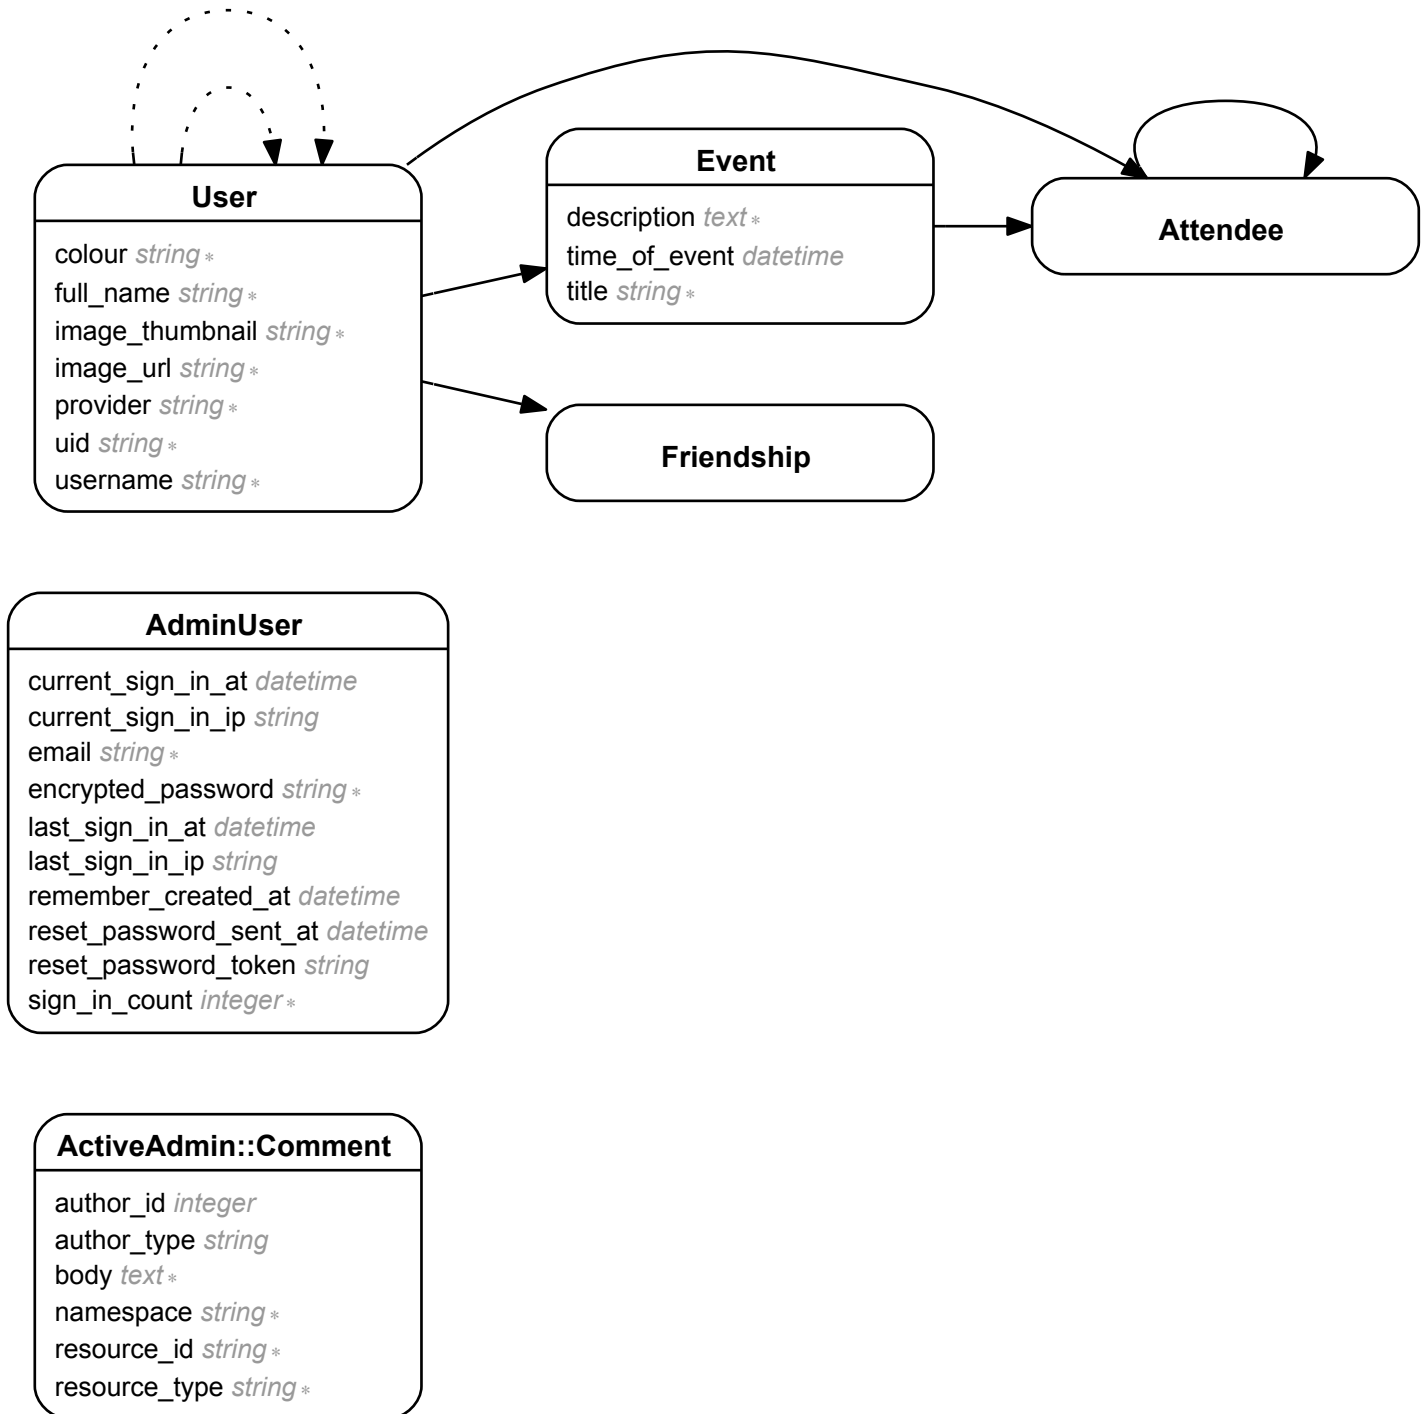 User
colour string *
full_name string *
image_thumbnail string *
image_url string *
provider string *
uid string *
username string *
Event
description text *
time_of_event datetime
title string *
Attendee
Friendship
AdminUser
current_sign_in_at datetime
current_sign_in_ip string
email string *
encrypted_password string *
last_sign_in_at datetime
last_sign_in_ip string
remember_created_at datetime
reset_password_sent_at datetime
reset_password_token string
sign_in_count integer *
ActiveAdmin::Comment
author_id integer
author_type string
body text *
namespace string *
resource_id string *
resource_type string *